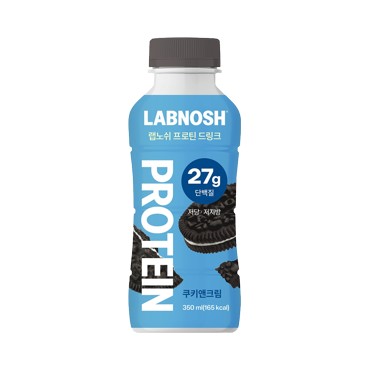 LABNOSH®
랩노쉬 프로틴 드링크
PROTEIN
27g
단백질
저당·저지방
쿠키앤크림
350 ml(165 kcal)